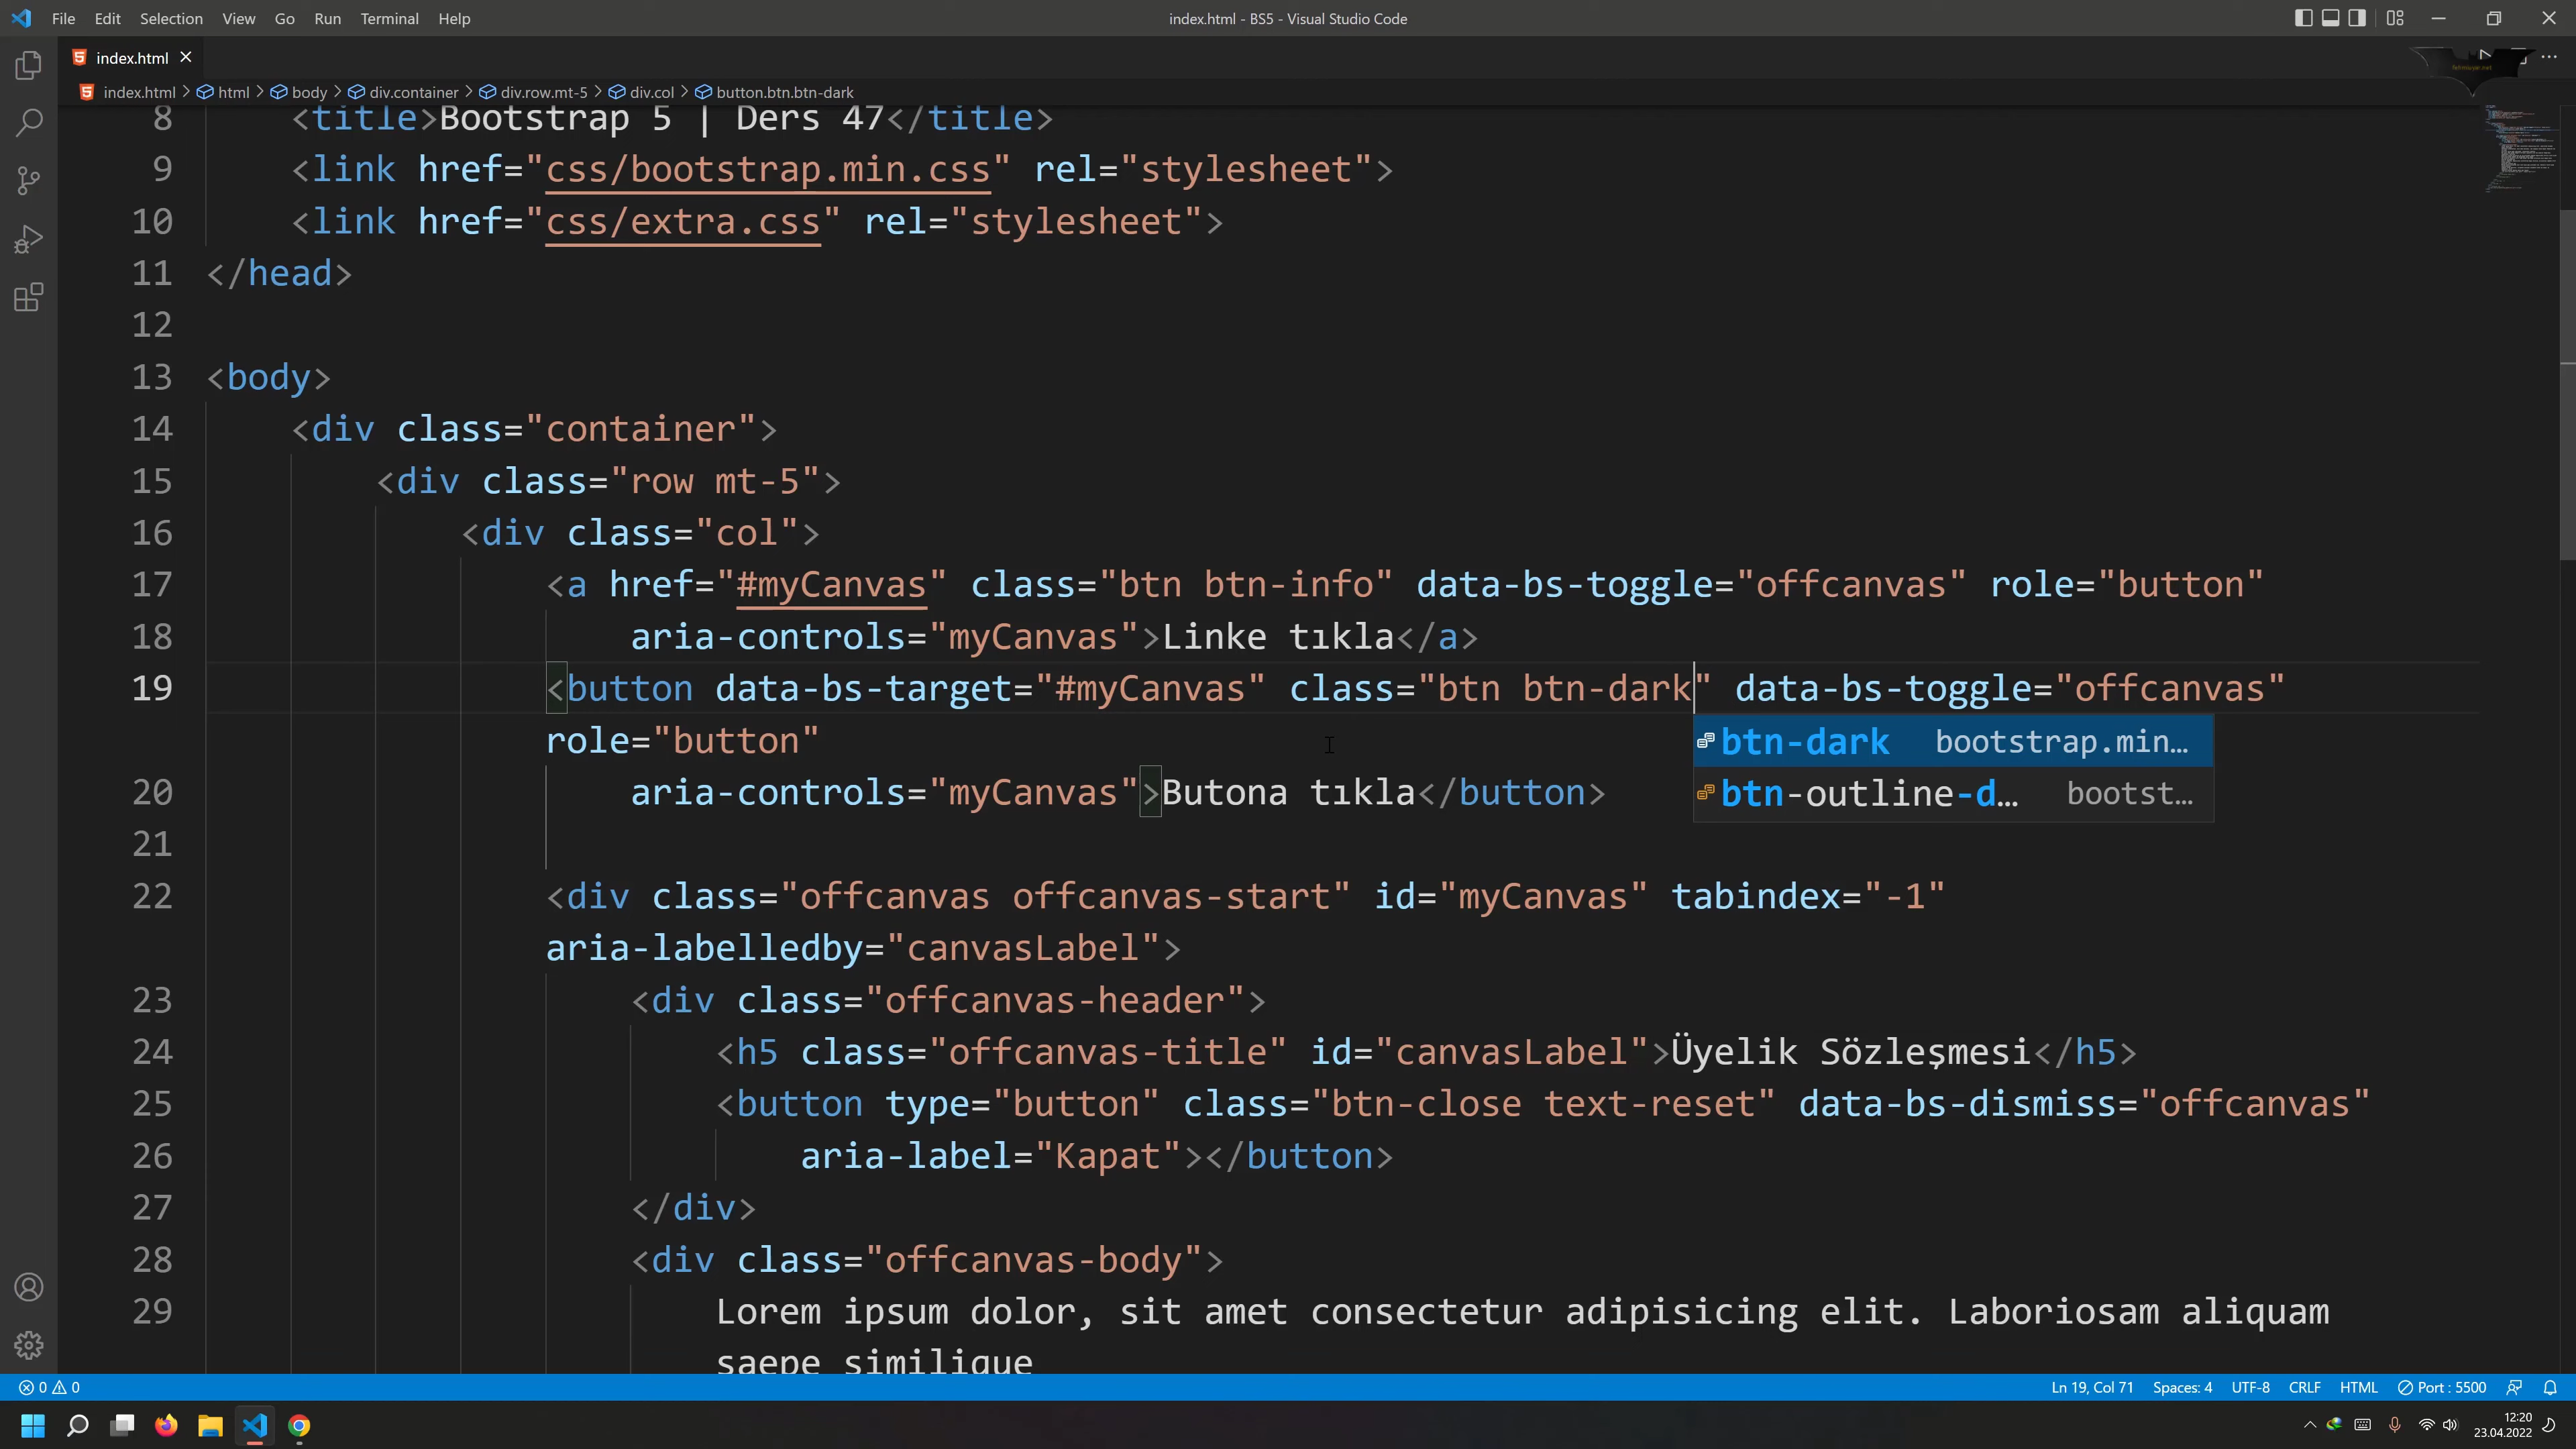 File Edit Selection View Go Run Terminal Help
index.html - BS5 - Visual Studio Code
index.html
index.html > html > body > div.container > div.row.mt-5 > div.col > button.btn.btn-dark
8 <title>Bootstrap 5 | Ders 47</title>
9 <link href="css/bootstrap.min.css" rel="stylesheet">
10 <link href="css/extra.css" rel="stylesheet">
11 </head>
12
13 <body>
14 <div class="container">
15 <div class="row mt-5">
16 <div class="col">
17 <a href="#myCanvas" class="btn btn-info" data-bs-toggle="offcanvas" role="button"
18 aria-controls="myCanvas">Linke tıkla</a>
19 <button data-bs-target="#myCanvas" class="btn btn-dark" data-bs-toggle="offcanvas"
role="button"
btn-dark bootstrap.min…
20 aria-controls="myCanvas">Butona tıkla</button>
btn-outline-d… bootst…
21
22 <div class="offcanvas offcanvas-start" id="myCanvas" tabindex="-1"
aria-labelledby="canvasLabel">
23 <div class="offcanvas-header">
24 <h5 class="offcanvas-title" id="canvasLabel">Üyelik Sözleşmesi</h5>
25 <button type="button" class="btn-close text-reset" data-bs-dismiss="offcanvas"
26 aria-label="Kapat"></button>
27 </div>
28 <div class="offcanvas-body">
29 Lorem ipsum dolor, sit amet consectetur adipisicing elit. Laboriosam aliquam
saepe similique
0 0
Ln 19, Col 71 Spaces: 4 UTF-8 CRLF HTML Port : 5500
12:20
23.04.2022